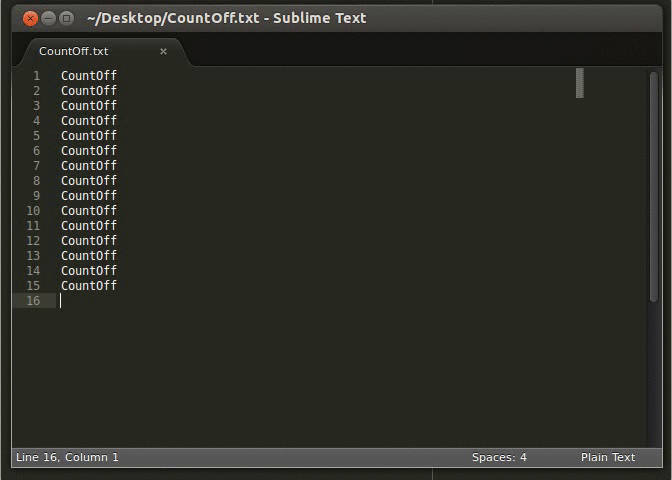 ~/Desktop/CountOff.txt - Sublime Text
CountOff.txt ×
1 CountOff
2 CountOff
3 CountOff
4 CountOff
5 CountOff
6 CountOff
7 CountOff
8 CountOff
9 CountOff
10 CountOff
11 CountOff
12 CountOff
13 CountOff
14 CountOff
15 CountOff
16
Line 16, Column 1 Spaces: 4 Plain Text